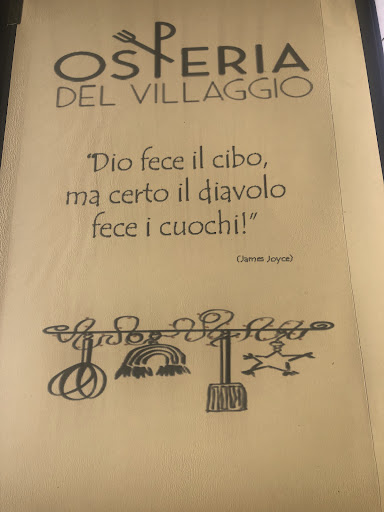 OSTERIA
DEL VILLAGGIO
"Dio fece il cibo,
ma certo il diavolo
fece i cuochi!"
(James Joyce)